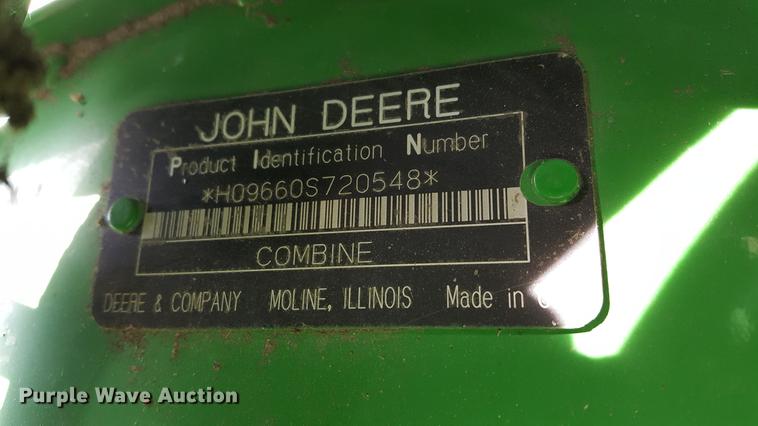 JOHN DEERE
Product Identification Number
*H09660S720548*
COMBINE
DEERE & COMPANY MOLINE, ILLINOIS Made in
Purple Wave Auction